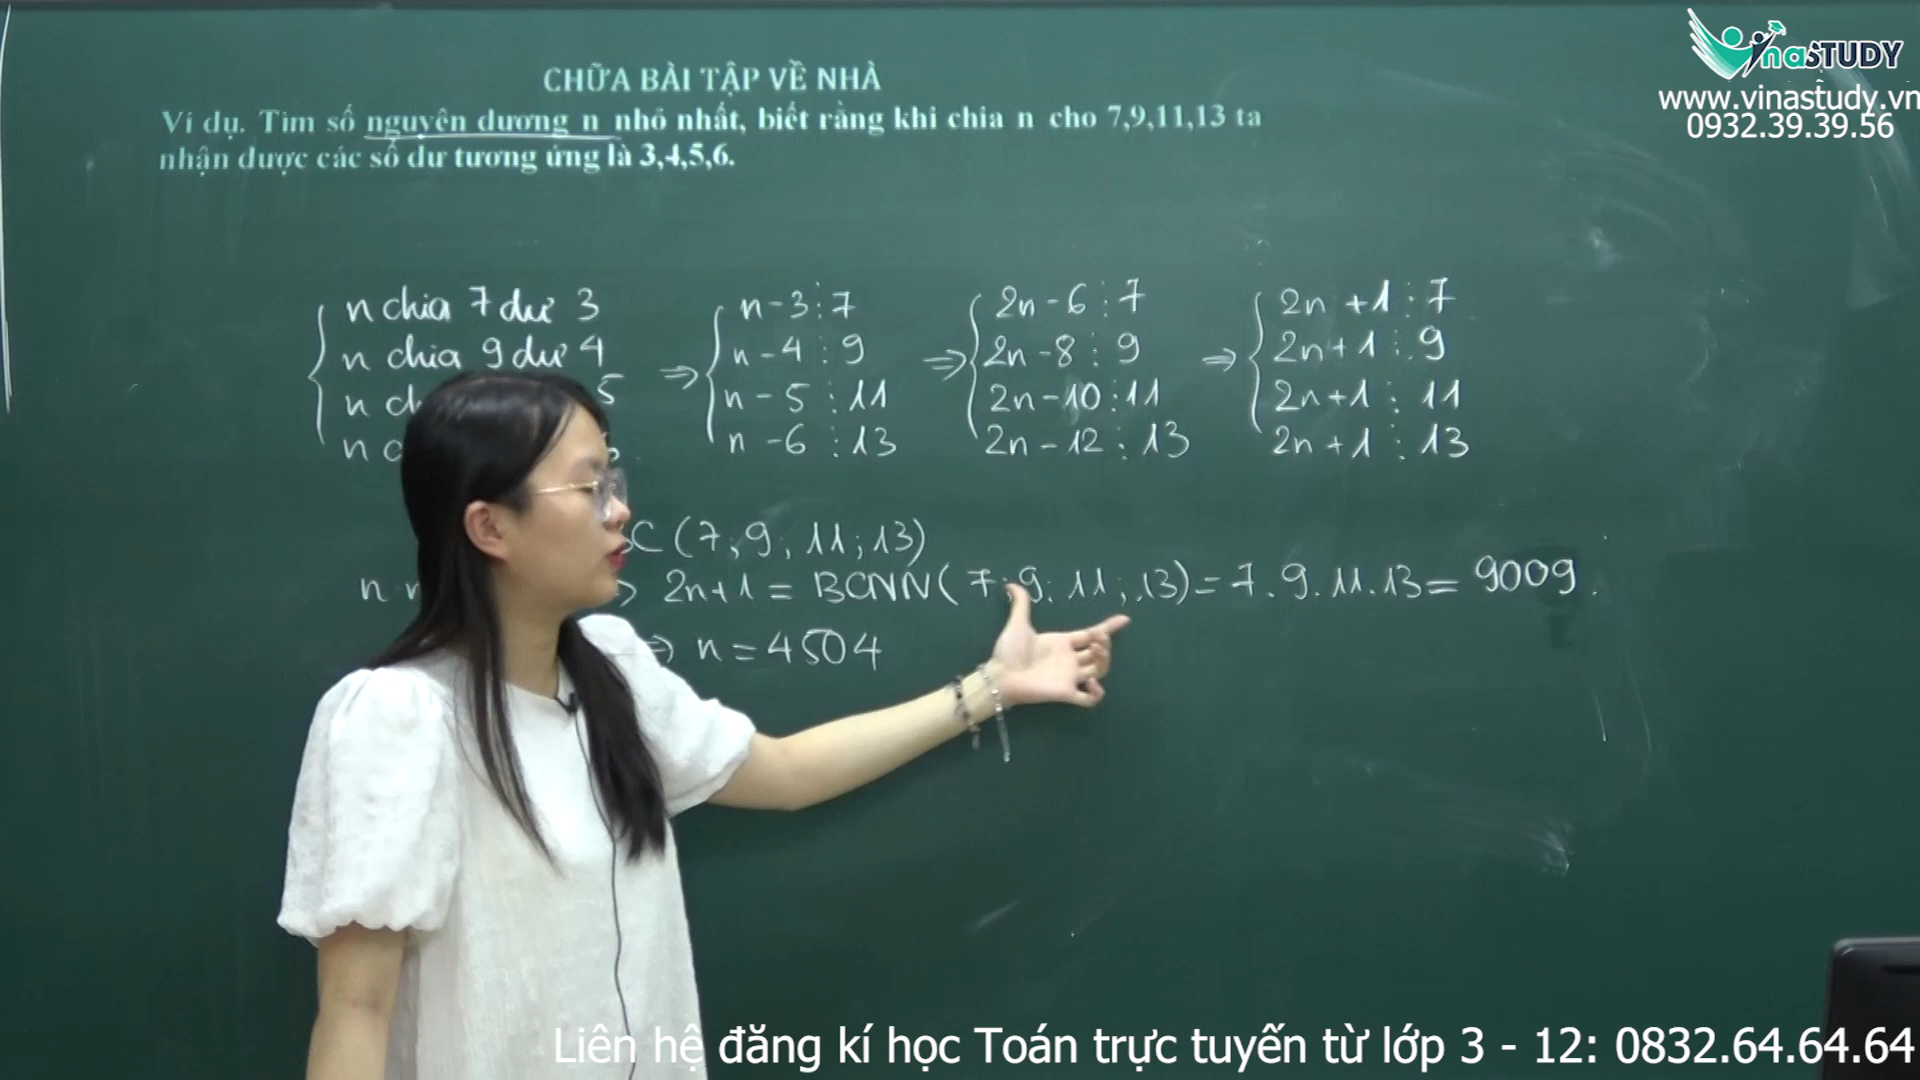 VinaSTUDY
www.vinastudy.vn
0932.39.39.56
CHỮA BÀI TẬP VỀ NHÀ
Ví dụ. Tìm số nguyên dương n nhỏ nhất, biết rằng khi chia n cho 7,9,11,13 ta
nhận được các số dư tương ứng là 3,4,5,6.
n chia 7 dư 3
n chia 9 dư 4
n ch 5
n c
⇒ n-3⋮7
n-4⋮9
n-5⋮11
n-6⋮13
⇒ 2n-6⋮7
2n-8⋮9
2n-10⋮11
2n-12⋮13
⇒ 2n+1⋮7
2n+1⋮9
2n+1⋮11
2n+1⋮13
BC(7;9;11;13)
n ⇒ 2n+1 = BCNN(7;9;11;13) = 7.9.11.13 = 9009.
⇒ n = 4504
Liên hệ đăng kí học Toán trực tuyến từ lớp 3 - 12: 0832.64.64.64